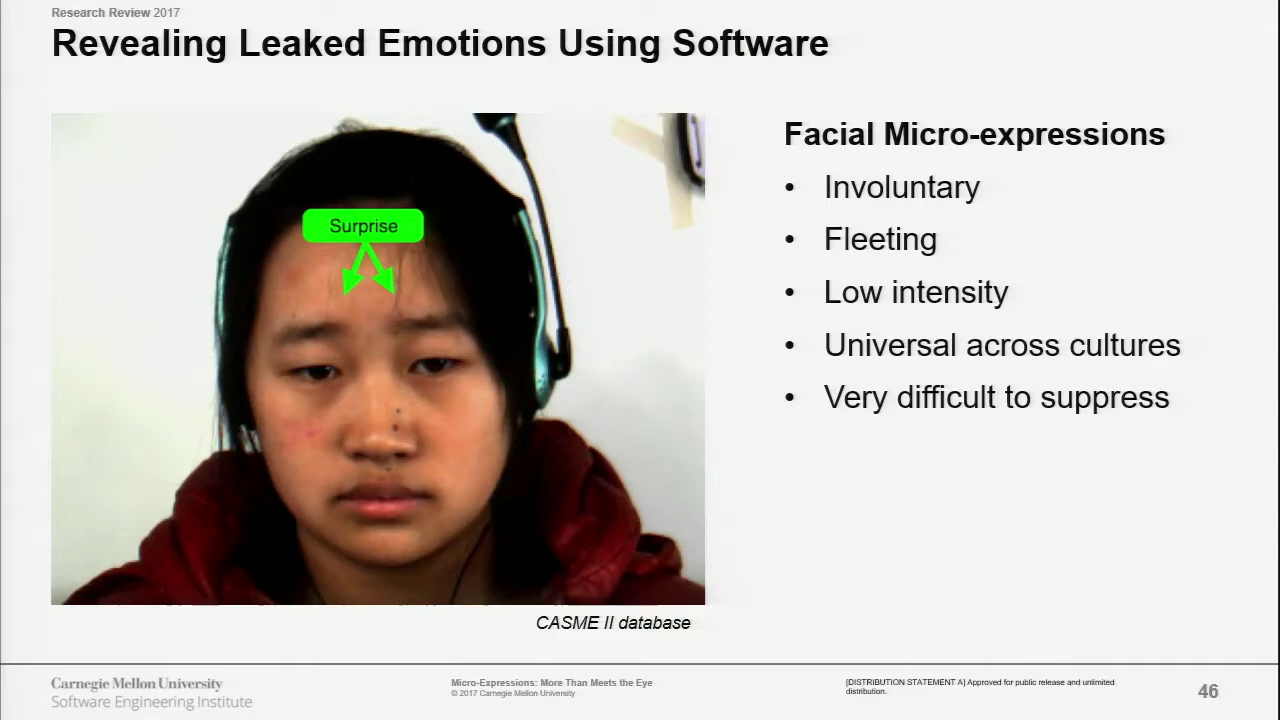 Research Review 2017
Revealing Leaked Emotions Using Software
Surprise
CASME II database
Facial Micro-expressions
• Involuntary
• Fleeting
• Low intensity
• Universal across cultures
• Very difficult to suppress
Carnegie Mellon University
Software Engineering Institute
Micro-Expressions: More Than Meets the Eye
© 2017 Carnegie Mellon University
[DISTRIBUTION STATEMENT A] Approved for public release and unlimited
distribution.
46